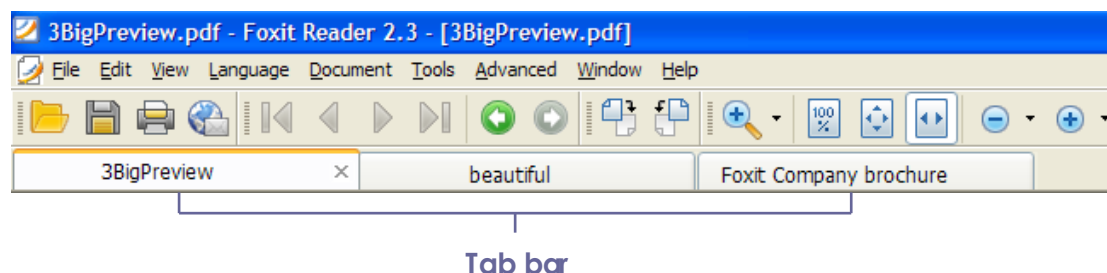 3BigPreview.pdf - Foxit Reader 2.3 - [3BigPreview.pdf]
File Edit View Language Document Tools Advanced Window Help
100 %
3BigPreview beautiful Foxit Company brochure
Tab bar